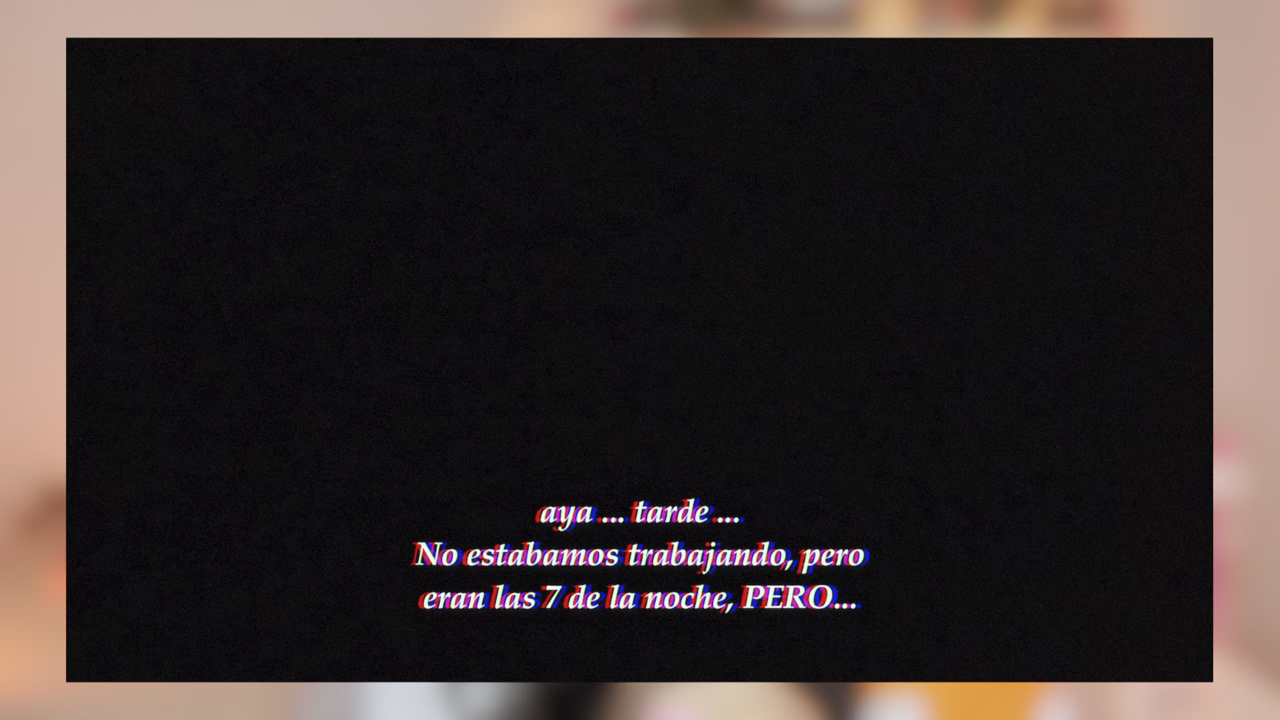 aya ... tarde ...
No estabamos trabajando, pero
eran las 7 de la noche, PERO...